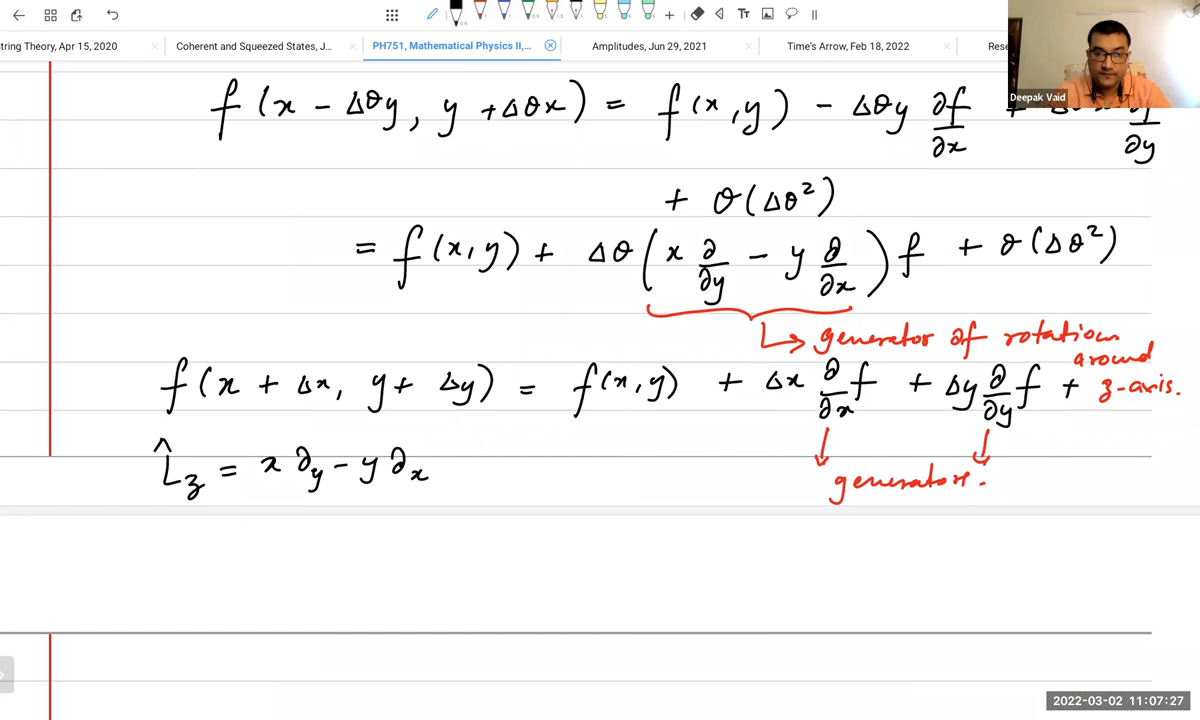 tring Theory, Apr 15, 2020 × Coherent and Squeezed States, J... × PH751, Mathematical Physics II,... Amplitudes, Jun 29, 2021 × Time's Arrow, Feb 18, 2022 × Rese
Deepak Vaid
f(x - Δθy, y + Δθx) = f(x,y) - Δθy ∂f/∂x + ∂y
+ O(Δθ²)
= f(x,y) + Δθ(x ∂/∂y - y ∂/∂x)f + O(Δθ²)
↳ generator of rotations around z-axis.
f(x + Δx, y + Δy) = f(x,y) + Δx ∂/∂x f + Δy ∂/∂y f +
↓ ↓
generators.
L̂z = x ∂y - y ∂x
2022-03-02 11:07:27